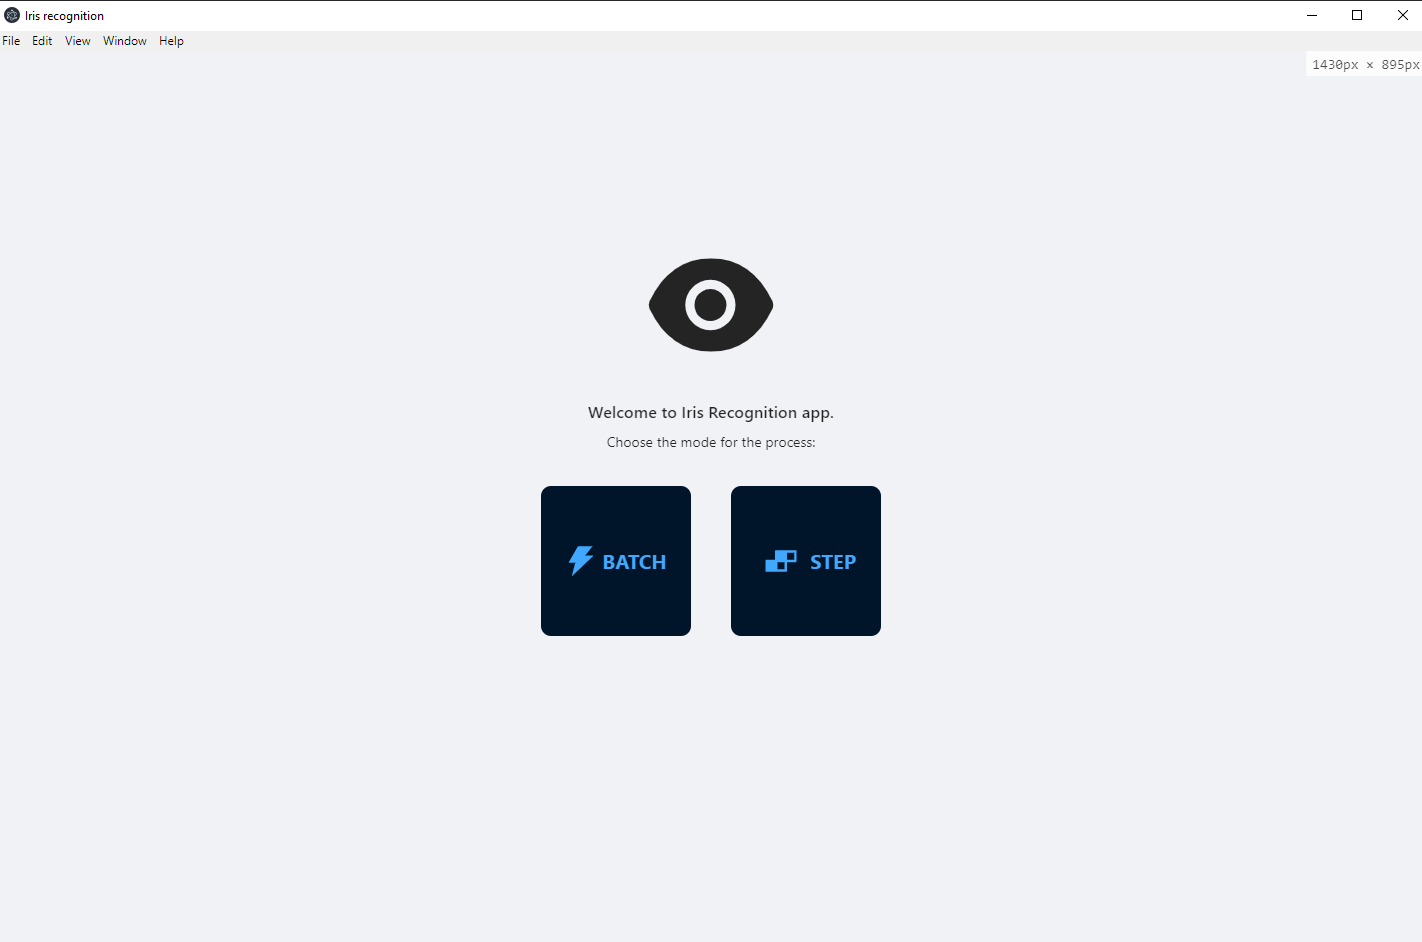 Iris recognition
File Edit View Window Help
1430px × 895px
Welcome to Iris Recognition app.
Choose the mode for the process:
BATCH STEP